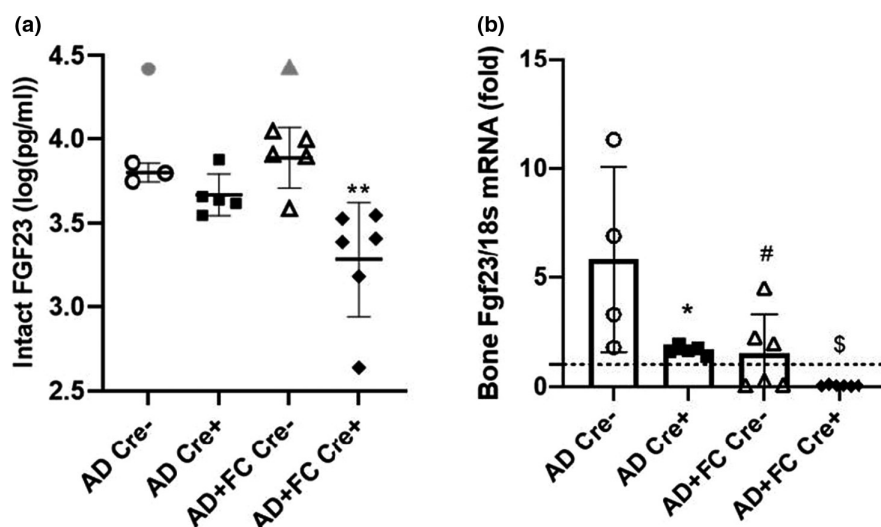 (a)
Intact FGF23 (log(pg/ml))
4.5
4.0
3.5
3.0
2.5
**
AD Cre-
AD Cre+
AD+FC Cre-
AD+FC Cre+
(b)
Bone Fgf23/18s mRNA (fold)
15
10
5
0
*
#
$
AD Cre-
AD Cre+
AD+FC Cre-
AD+FC Cre+